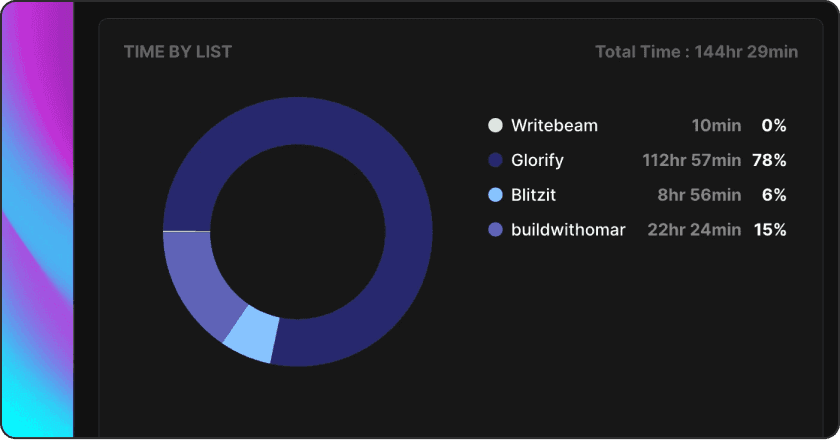 TIME BY LIST Total Time : 144hr 29min
Writebeam 10min 0%
Glorify 112hr 57min 78%
Blitzit 8hr 56min 6%
buildwithomar 22hr 24min 15%